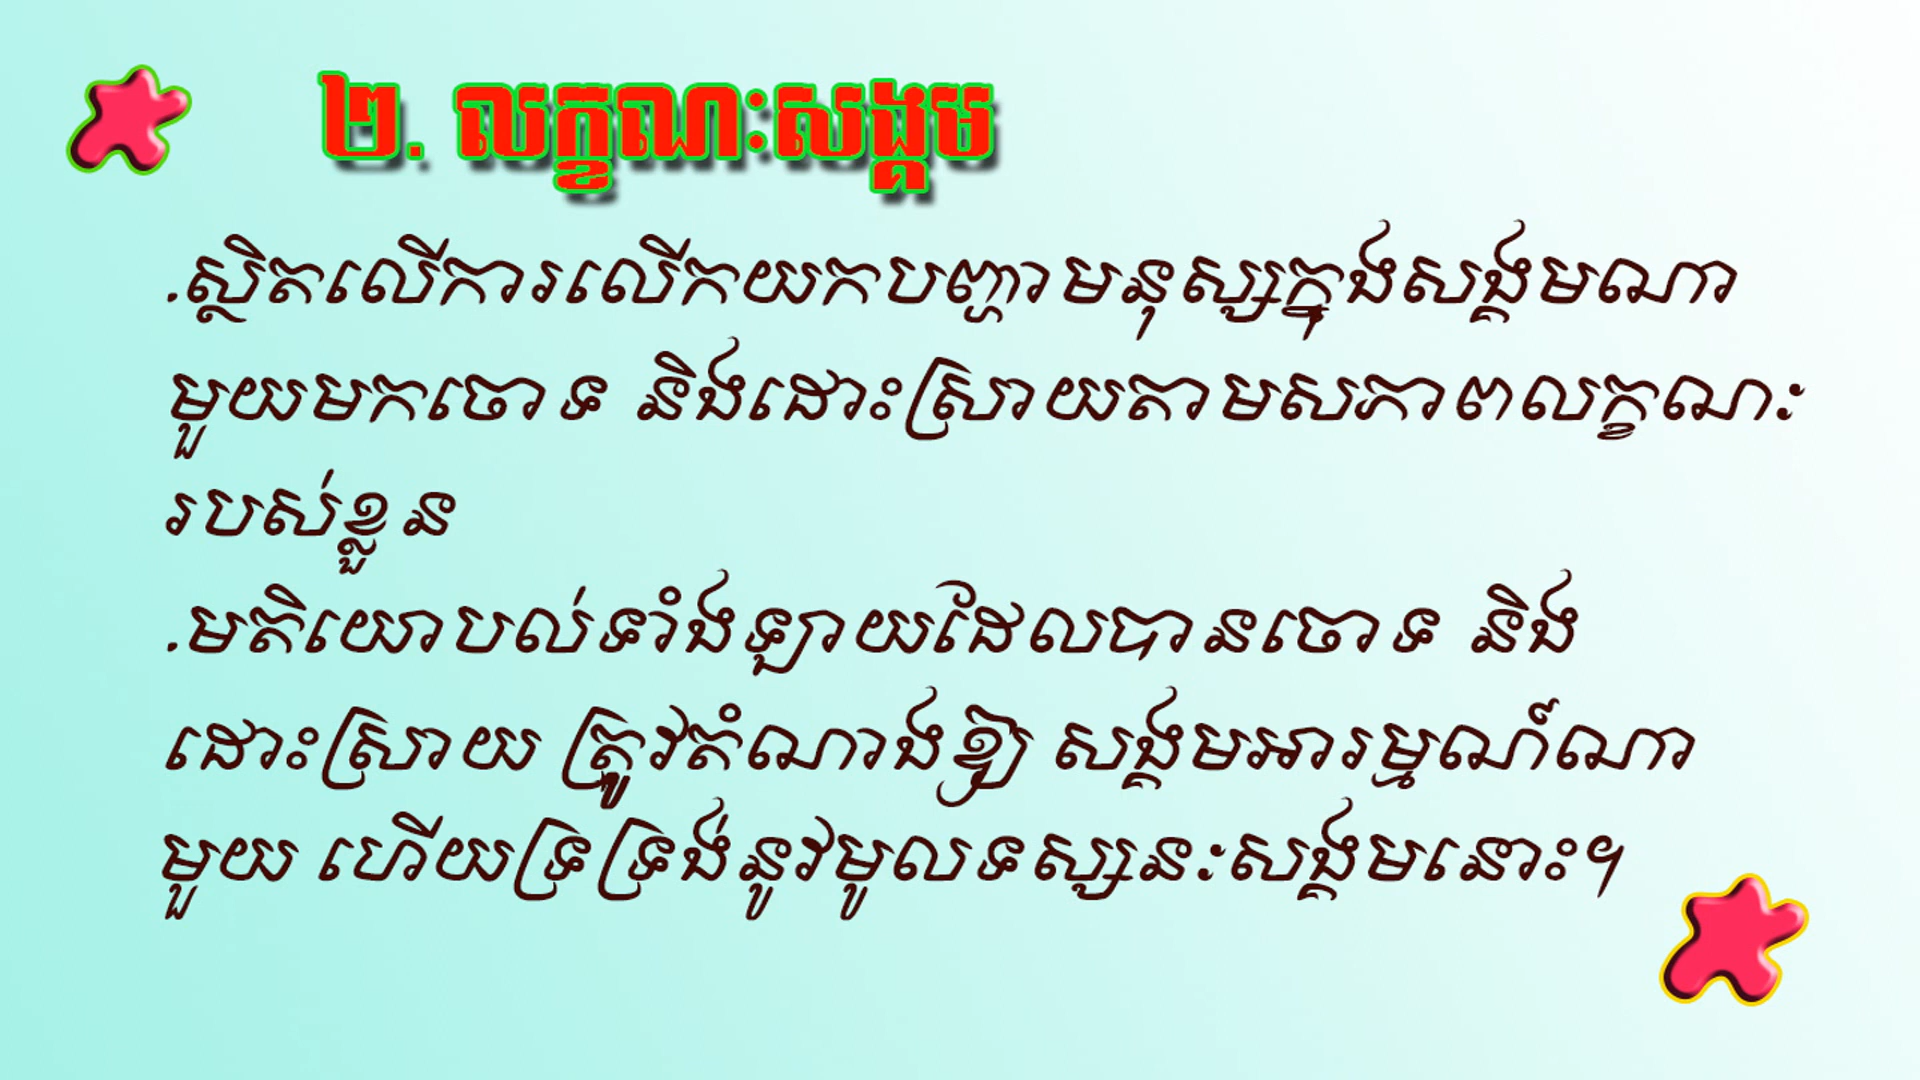 ២. លក្ខណៈសង្គម
.ស្ថិតលើការលើកយកបញ្ហាមនុស្សក្នុងសង្គមណា
មួយមកចោទ និងដោះស្រាយតាមសភាពលក្ខណៈ
របស់ខ្លួន
.មតិយោបល់ទាំងឡាយដែលបានចោទ និង
ដោះស្រាយ ត្រូវតំណាងឱ្យ សង្គមអារម្មណ៍ណា
មួយ ហើយទ្រទ្រង់នូវមូលទស្សនៈសង្គមនោះ។